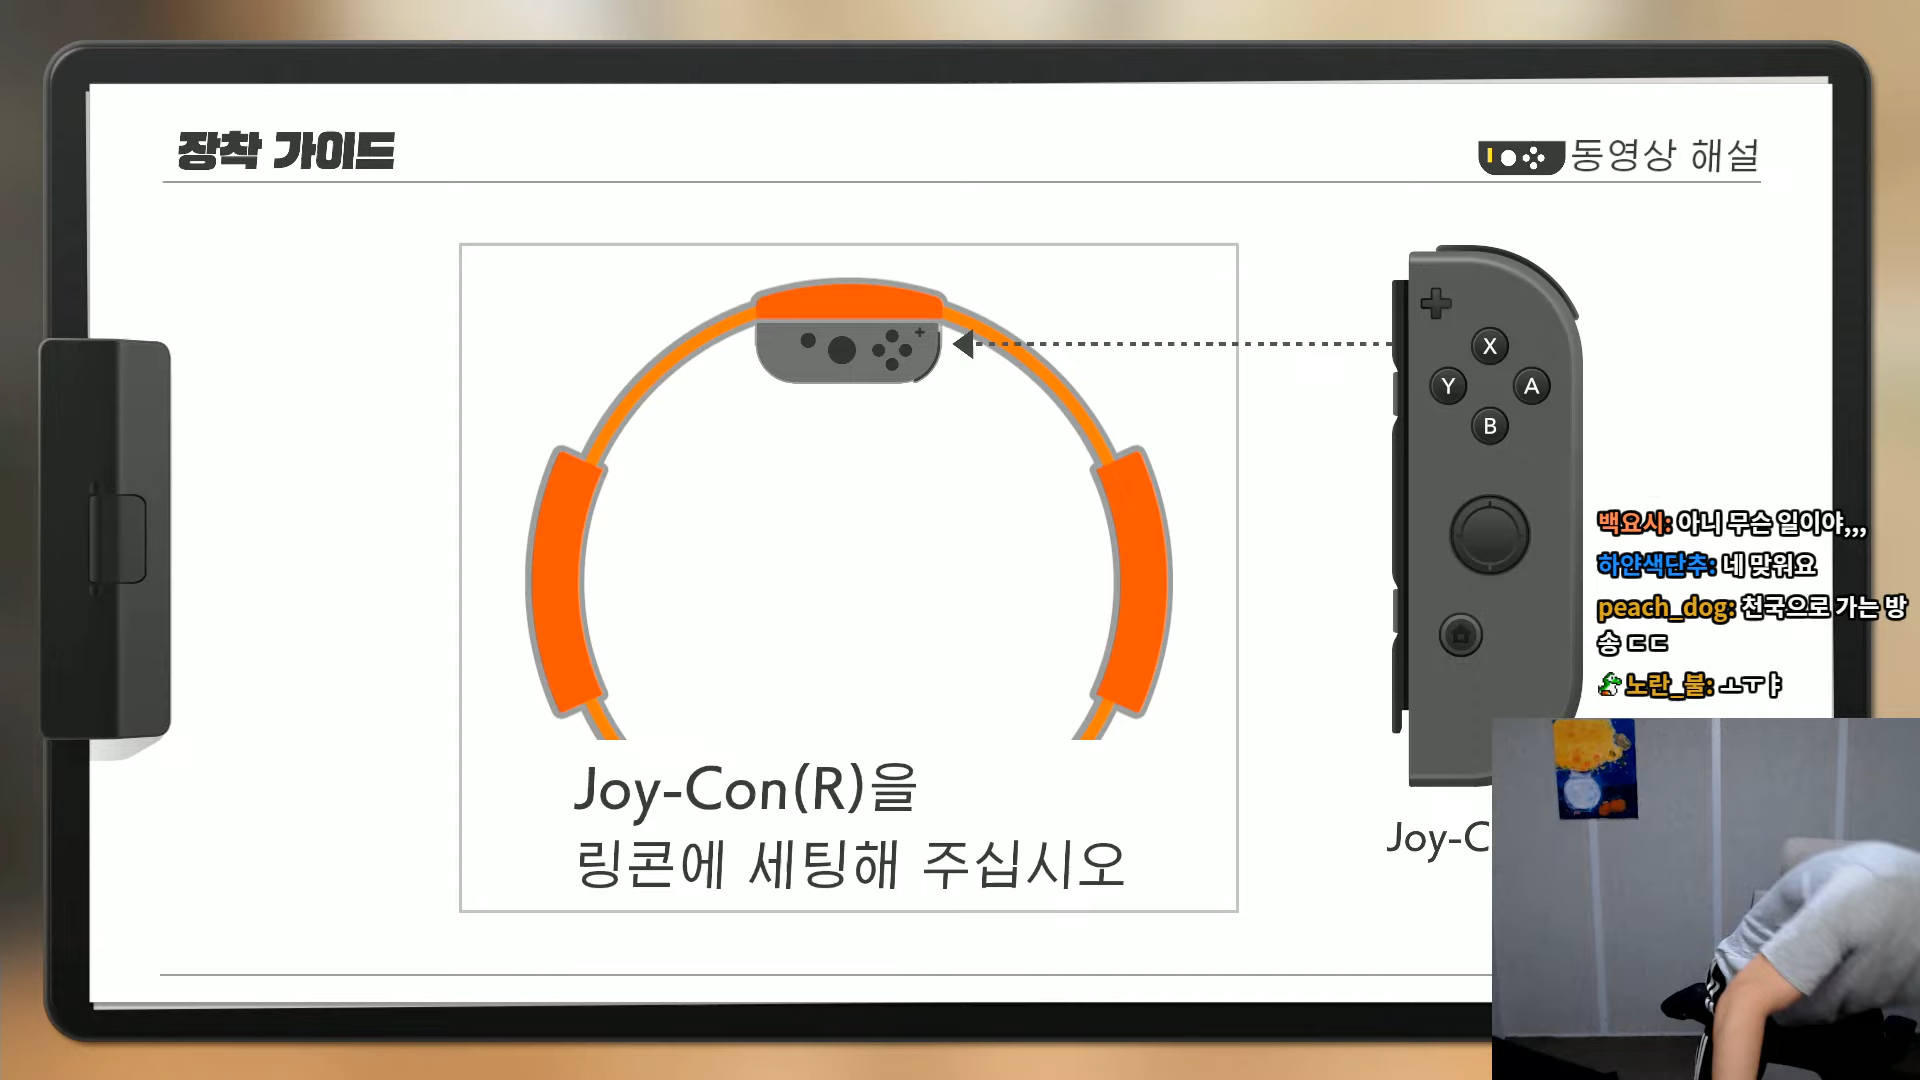 장착 가이드
동영상 해설
X
Y
A
B
Joy-Con(R)을
링콘에 세팅해 주십시오
Joy-C
백요시: 아니 무슨 일이야,,,
하얀색단추: 네 맞워요
peach_dog: 천국으로 가는 방
송 ㄷㄷ
노란_불: ㅗㅜㅑ